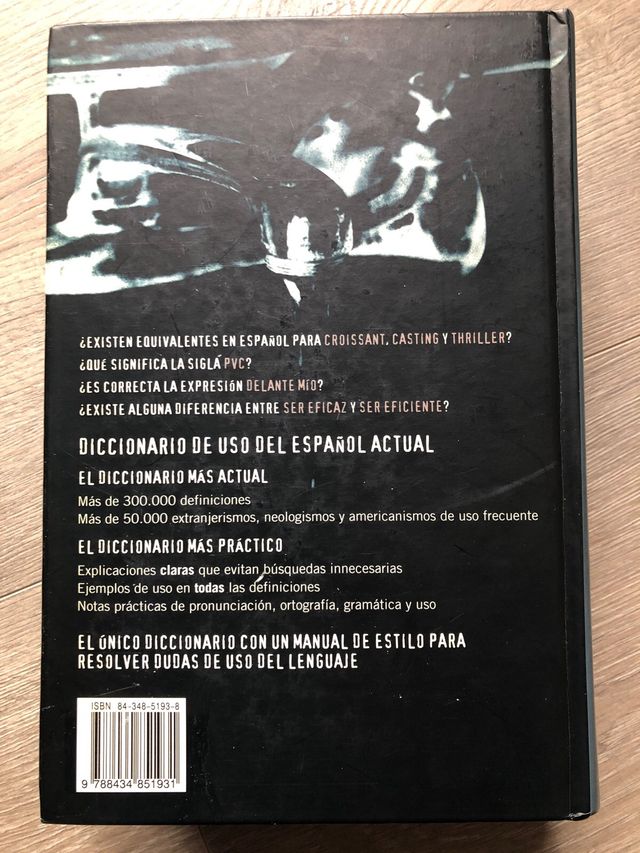 ¿EXISTEN EQUIVALENTES EN ESPAÑOL PARA CROISSANT, CASTING Y THRILLER?
¿QUÉ SIGNIFICA LA SIGLA PVC?
¿ES CORRECTA LA EXPRESIÓN DELANTE MÍO?
¿EXISTE ALGUNA DIFERENCIA ENTRE SER EFICAZ Y SER EFICIENTE?
DICCIONARIO DE USO DEL ESPAÑOL ACTUAL
EL DICCIONARIO MÁS ACTUAL
Más de 300.000 definiciones
Más de 50.000 extranjerismos, neologismos y americanismos de uso frecuente
EL DICCIONARIO MÁS PRÁCTICO
Explicaciones claras que evitan búsquedas innecesarias
Ejemplos de uso en todas las definiciones
Notas prácticas de pronunciación, ortografía, gramática y uso
EL ÚNICO DICCIONARIO CON UN MANUAL DE ESTILO PARA
RESOLVER DUDAS DE USO DEL LENGUAJE
ISBN 84-348-5193-8
9 788434 851931